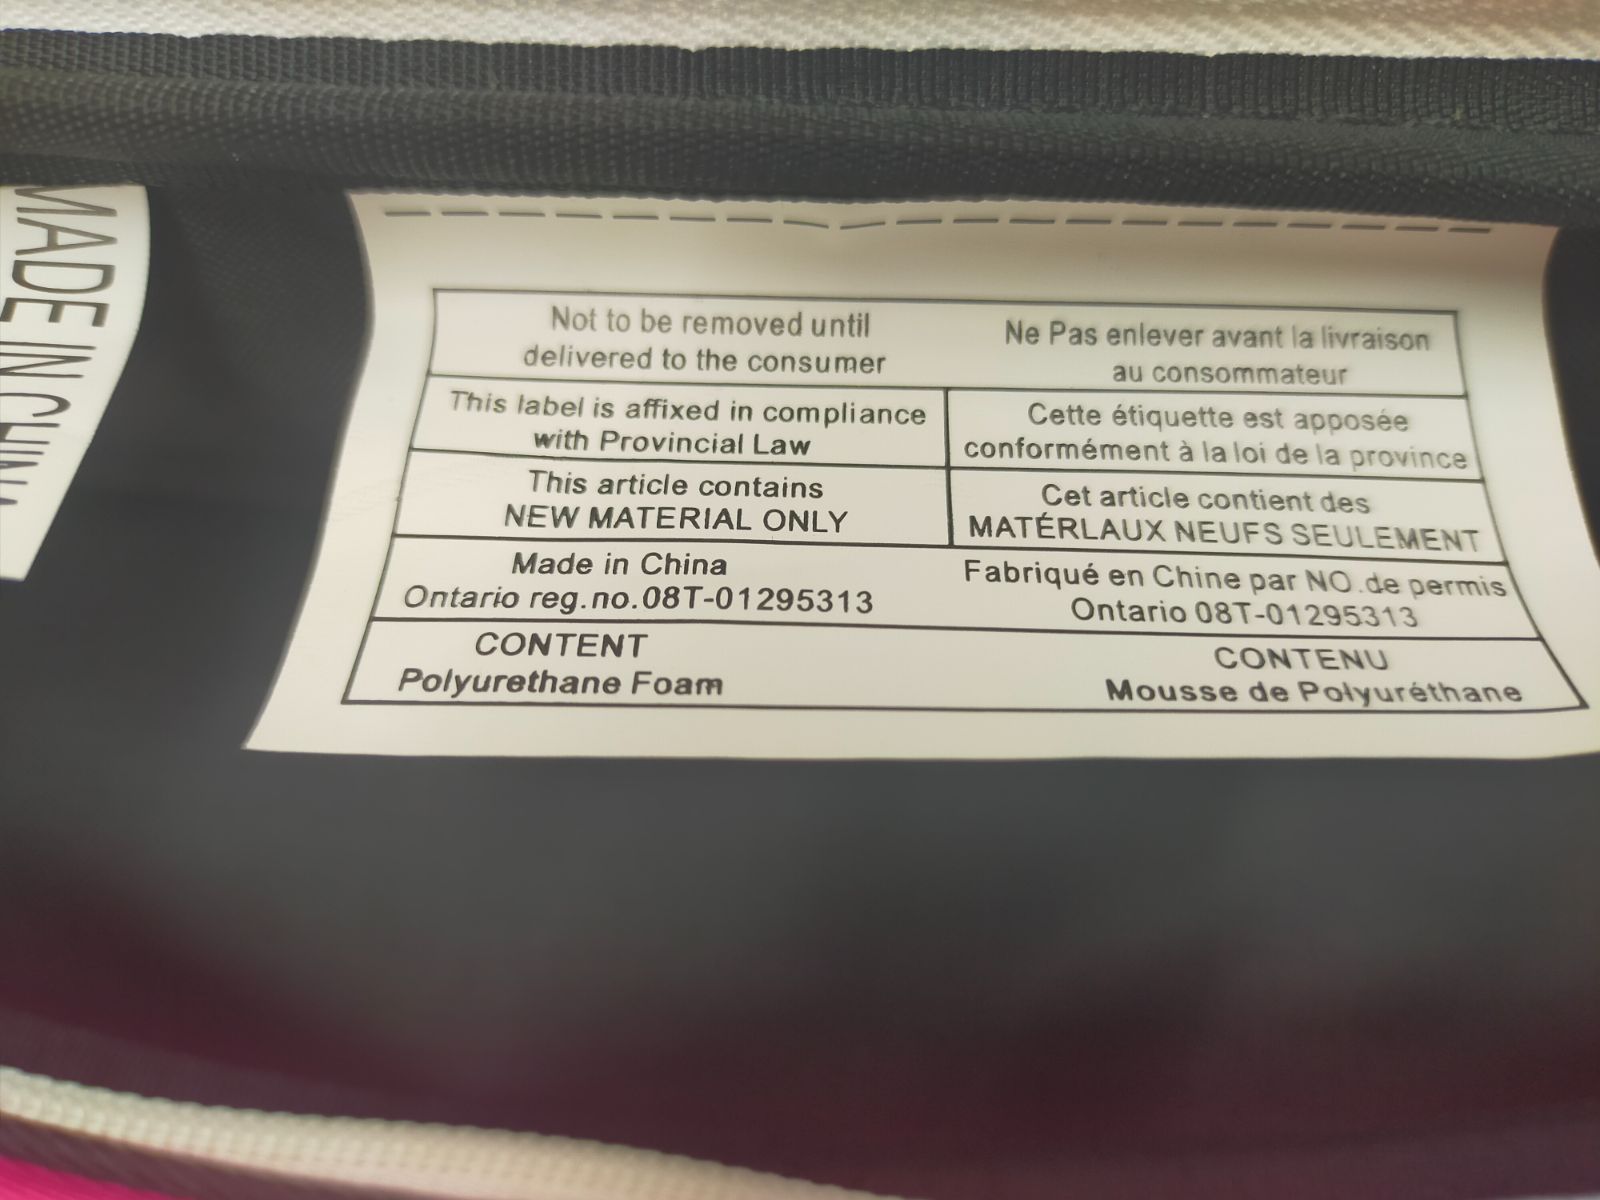 MADE IN CHINA
Not to be removed until
delivered to the consumer
Ne Pas enlever avant la livraison
au consommateur
This label is affixed in compliance
with Provincial Law
Cette étiquette est apposée
conformément à la loi de la province
This article contains
NEW MATERIAL ONLY
Cet article contient des
MATÉRLAUX NEUFS SEULEMENT
Made in China
Ontario reg.no.08T-01295313
Fabriqué en Chine par NO.de permis
Ontario 08T-01295313
CONTENT
Polyurethane Foam
CONTENU
Mousse de Polyuréthane